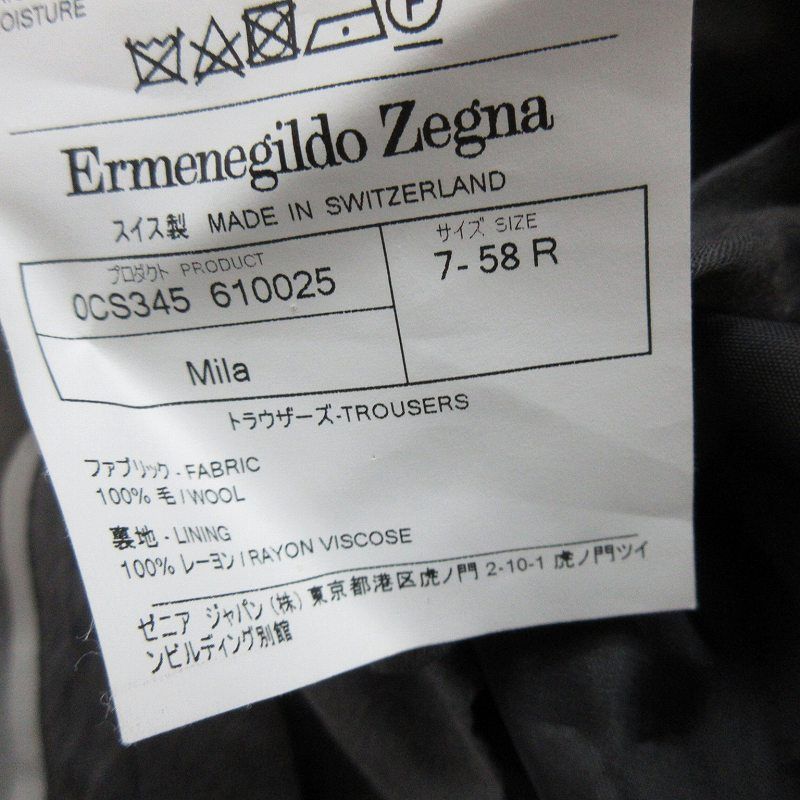 OISTURE
P
Ermenegildo Zegna
スイス製 MADE IN SWITZERLAND
プロダクト PRODUCT
0CS345 610025
サイズ SIZE
7-58 R
Mila
トラウザーズ-TROUSERS
ファブリック - FABRIC
100% 毛/WOOL
裏地 - LINING
100% レーヨン/RAYON VISCOSE
ゼニア ジャパン (株) 東京都港区虎ノ門 2-10-1 虎ノ門ツイ
ンビルディング別館